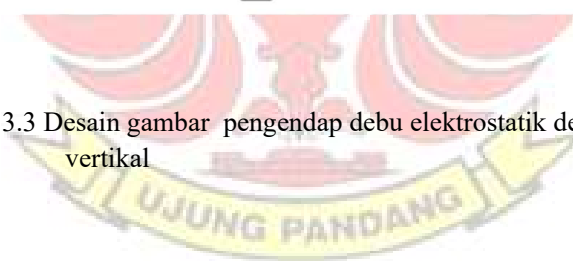 3.3 Desain gambar pengendap debu elektrostatik de
vertikal
UJUNG PANDANG